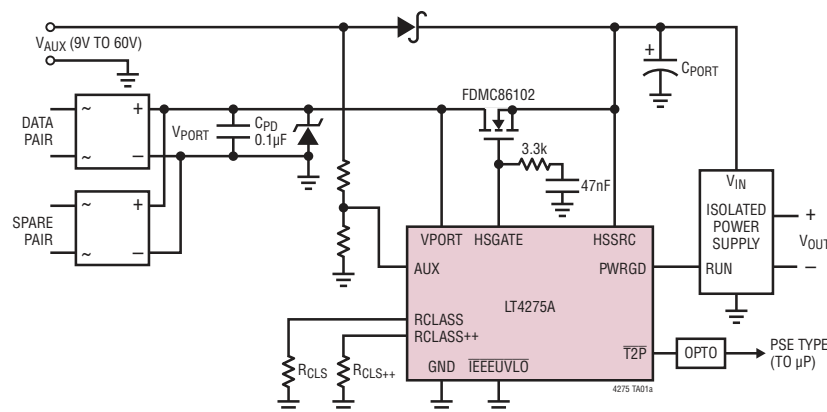 VAUX (9V TO 60V)
+
CPORT
FDMC86102
DATA
PAIR
~
+
~
–
VPORT
CPD
0.1µF
3.3k
47nF
SPARE
PAIR
~
+
~
–
VIN
ISOLATED
POWER
SUPPLY
RUN
+
VOUT
–
VPORT HSGATE HSSRC
AUX
PWRGD
LT4275A
RCLASS
RCLASS++
T2P
GND IEEEUVLO
RCLS
RCLS++
OPTO
PSE TYPE
(TO µP)
4275 TA01a